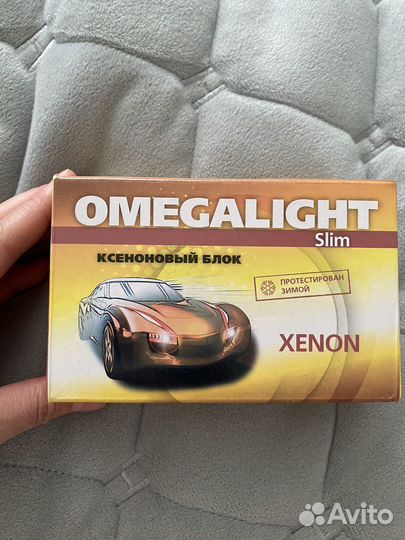 OMEGALIGHT
Slim
КСЕНОНОВЫЙ БЛОК
ПРОТЕСТИРОВАН
ЗИМОЙ
XENON
Avito